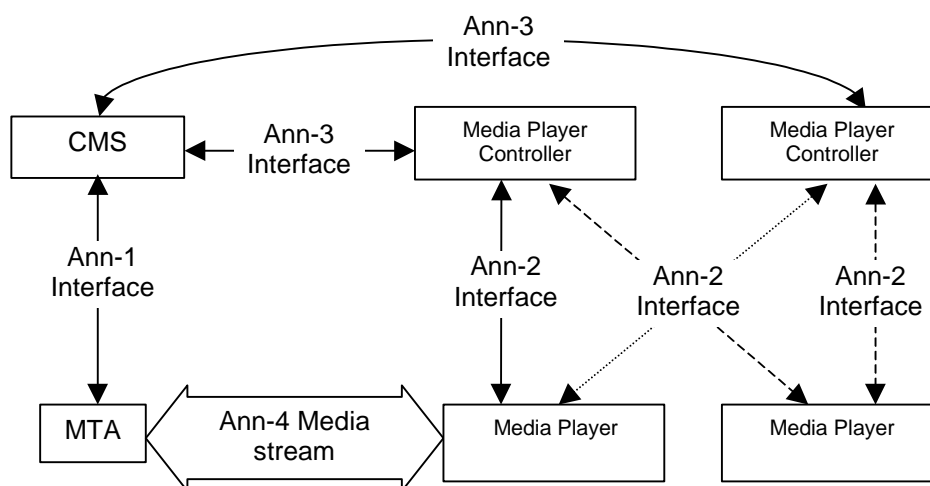 Ann-3
Interface
CMS
Ann-3
Interface
Media Player
Controller
Media Player
Controller
Ann-1
Interface
Ann-2
Interface
Ann-2
Interface
Ann-2
Interface
MTA
Ann-4 Media
stream
Media Player
Media Player